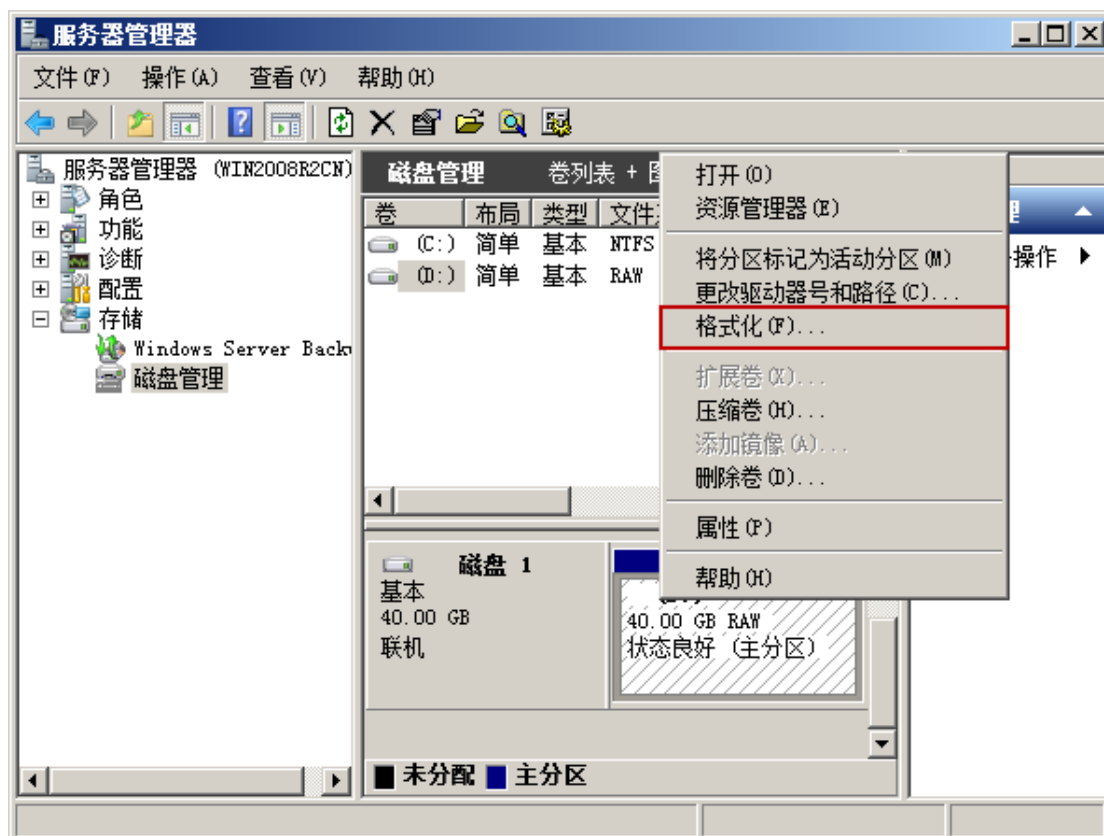 服务器管理器
文件(F) 操作(A) 查看(V) 帮助(H)
服务器管理器 (WIN2008R2CN)
角色
功能
诊断
配置
存储
Windows Server Back
磁盘管理
磁盘管理 卷列表 +
卷 布局 类型 文件
(C:) 简单 基本 NTFS
(D:) 简单 基本 RAW
打开(O)
资源管理器(E)
将分区标记为活动分区(M)
更改驱动器号和路径(C)...
格式化(F)...
扩展卷(X)...
压缩卷(H)...
添加镜像(A)...
删除卷(D)...
属性(P)
帮助(H)
操作
磁盘 1
基本
40.00 GB
联机
40.00 GB RAW
状态良好 (主分区)
未分配 主分区